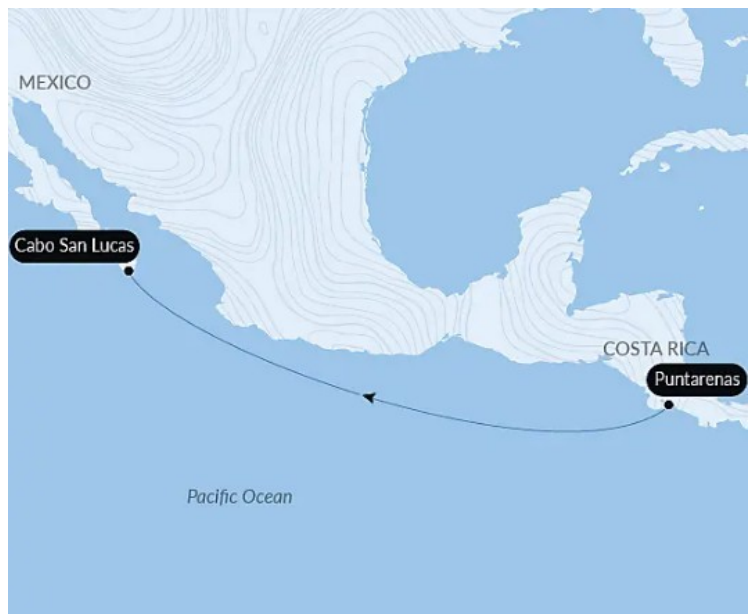 MEXICO
Cabo San Lucas
COSTA RICA
Puntarenas
Pacific Ocean